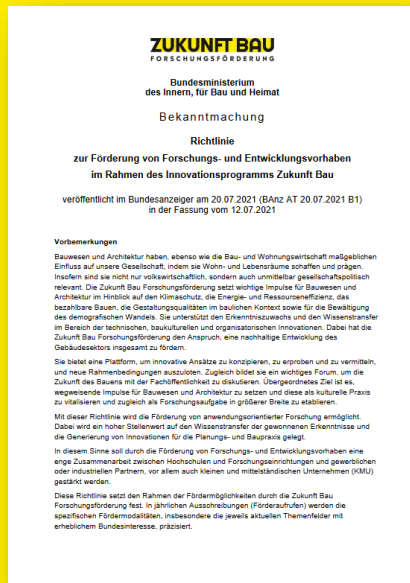 ZUKUNFT BAU
FORSCHUNGSFÖRDERUNG
Bundesministerium
des Innern, für Bau und Heimat
Bekanntmachung
Richtlinie
zur Förderung von Forschungs- und Entwicklungsvorhaben
im Rahmen des Innovationsprogramms Zukunft Bau
veröffentlicht im Bundesanzeiger am 20.07.2021 (BAnz AT 20.07.2021 B1)
in der Fassung vom 12.07.2021
Vorbemerkungen
Bauwesen und Architektur haben, ebenso wie die Bau- und Wohnungswirtschaft maßgeblichen
Einfluss auf unsere Gesellschaft, indem sie Wohn- und Lebensräume schaffen und prägen.
Insofern sind sie nicht nur volkswirtschaftlich, sondern auch unmittelbar gesellschaftspolitisch
relevant. Die Zukunft Bau Forschungsförderung setzt wichtige Impulse für Bauwesen und
Architektur im Hinblick auf den Klimaschutz, die Energie- und Ressourceneffizienz, das
bezahlbare Bauen, die Gestaltungsqualitäten im baulichen Kontext sowie für die Bewältigung
des demografischen Wandels. Sie unterstützt den Erkenntniszuwachs und den Wissenstransfer
im Bereich der technischen, baukulturellen und organisatorischen Innovationen. Dabei hat die
Zukunft Bau Forschungsförderung den Anspruch, eine nachhaltige Entwicklung des
Gebäudesektors insgesamt zu fördern.
Sie bietet eine Plattform, um innovative Ansätze zu konzipieren, zu erproben und zu vermitteln,
und neue Rahmenbedingungen auszuloten. Zugleich bildet sie ein wichtiges Forum, um die
Zukunft des Bauens mit der Fachöffentlichkeit zu diskutieren. Übergeordnetes Ziel ist es,
wegweisende Impulse für Bauwesen und Architektur zu setzen und diese als kulturelle Praxis
zu vitalisieren und zugleich als Forschungsaufgabe in größerer Breite zu etablieren.
Mit dieser Richtlinie wird die Förderung von anwendungsorientierter Forschung ermöglicht.
Dabei wird ein hoher Stellenwert auf den Wissenstransfer der gewonnenen Erkenntnisse und
die Generierung von Innovationen für die Planungs- und Baupraxis gelegt.
In diesem Sinne soll durch die Förderung von Forschungs- und Entwicklungsvorhaben eine
enge Zusammenarbeit zwischen Hochschulen und Forschungseinrichtungen und gewerblichen
oder industriellen Partnern, vor allem auch kleinen und mittelständischen Unternehmen (KMU)
gestärkt werden.
Diese Richtlinie setzt den Rahmen der Fördermöglichkeiten durch die Zukunft Bau
Forschungsförderung fest. In jährlichen Ausschreibungen (Förderaufrufen) werden die
spezifischen Fördermodalitäten, insbesondere die jeweils aktuellen Themenfelder mit
erheblichem Bundesinteresse, präzisiert.